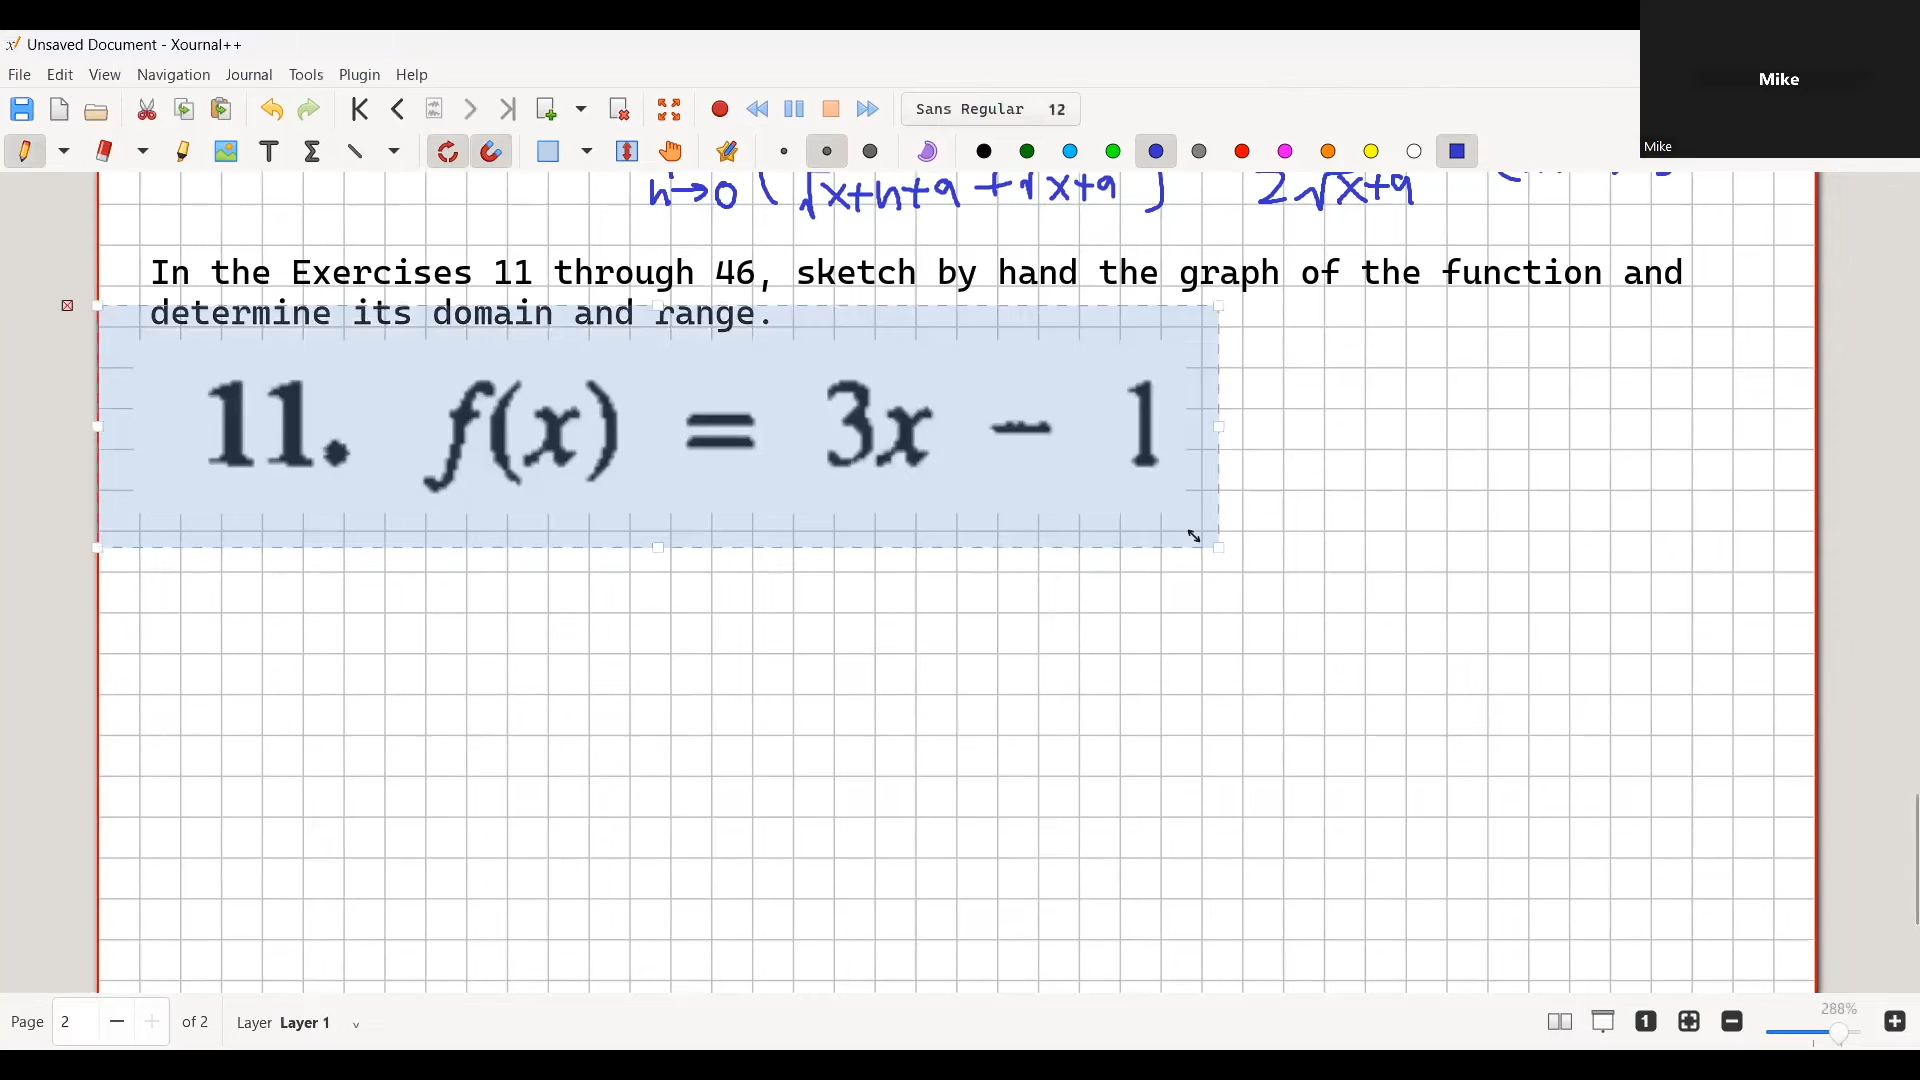 Unsaved Document - Xournal++
Mike
File Edit View Navigation Journal Tools Plugin Help
Sans Regular 12
Mike
h→0 (√x+h+9 + √x+9) 2√x+9
In the Exercises 11 through 46, sketch by hand the graph of the function and
determine its domain and range.
11. f(x) = 3x − 1
Page 2 of 2 Layer Layer 1
288%